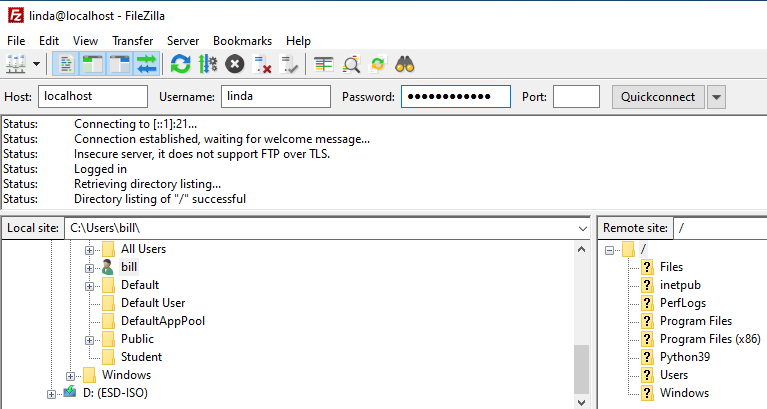 linda@localhost - FileZilla
File Edit View Transfer Server Bookmarks Help
Host: localhost Username: linda Password: ●●●●●●●●●●●● Port: Quickconnect
Status: Connecting to [::1]:21...
Status: Connection established, waiting for welcome message...
Status: Insecure server, it does not support FTP over TLS.
Status: Logged in
Status: Retrieving directory listing...
Status: Directory listing of "/" successful
Local site: C:\Users\bill\
All Users
bill
Default
Default User
DefaultAppPool
Public
Student
Windows
D: (ESD-ISO)
Remote site: /
/
? Files
? inetpub
? PerfLogs
? Program Files
? Program Files (x86)
? Python39
? Users
? Windows